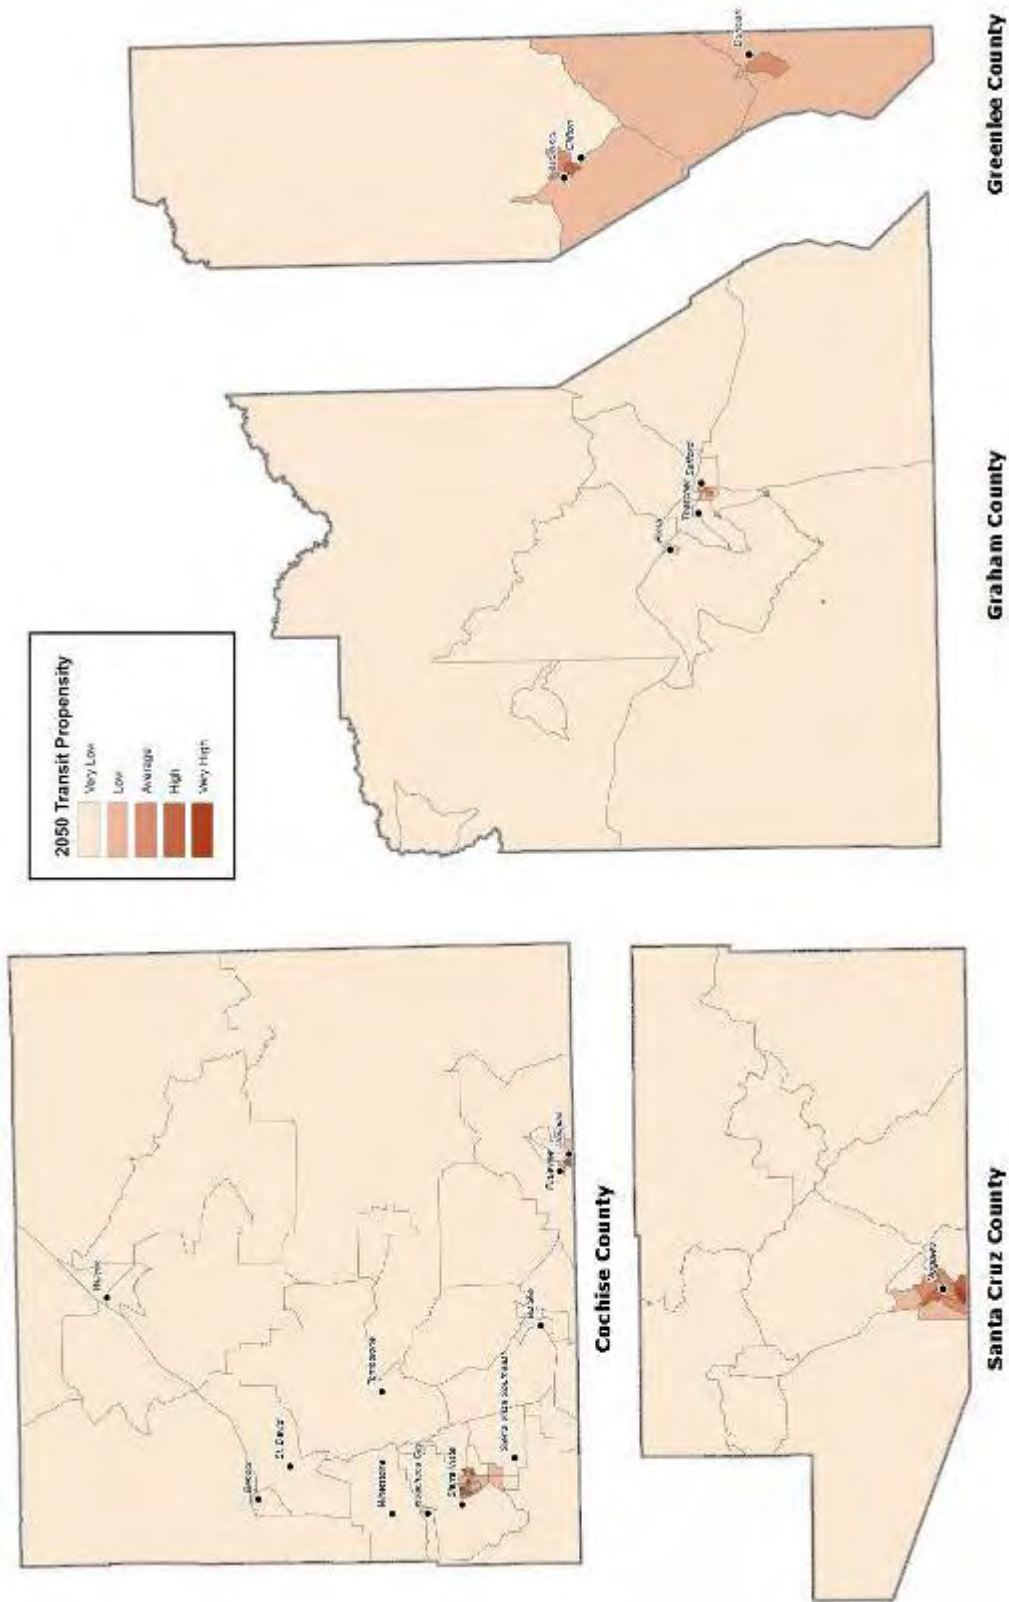 2050 Transit Propensity
Very Low
Low
Average
High
Very High
Duncan
Clifton
Greenlee County
Safford
Thatcher
Pima
Graham County
Willcox
Benson
St. David
Tombstone
Whetstone
Huachuca City
Sierra Vista
Sierra Vista Southeast
Bisbee
Pirtleville
Douglas
Cochise County
Nogales
Santa Cruz County